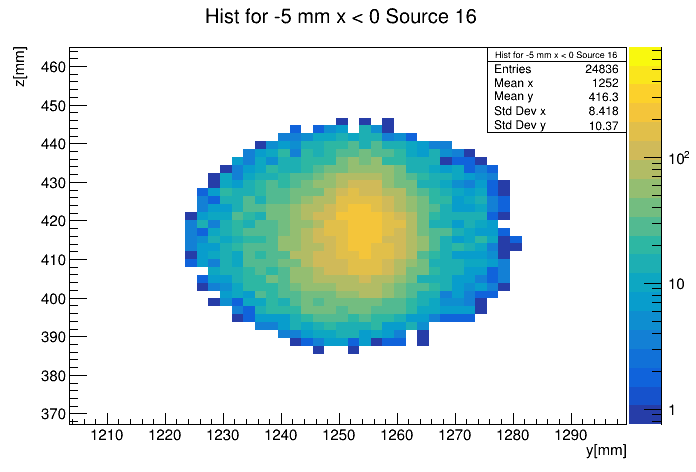 Hist for -5 mm x < 0 Source 16
z[mm]
Hist for -5 mm x < 0 Source 16
Entries 24836
Mean x 1252
Mean y 416.3
Std Dev x 8.418
Std Dev y 10.37
460
450
440
430
420
410
400
390
380
370
10²
10
1
1210 1220 1230 1240 1250 1260 1270 1280 1290
y[mm]